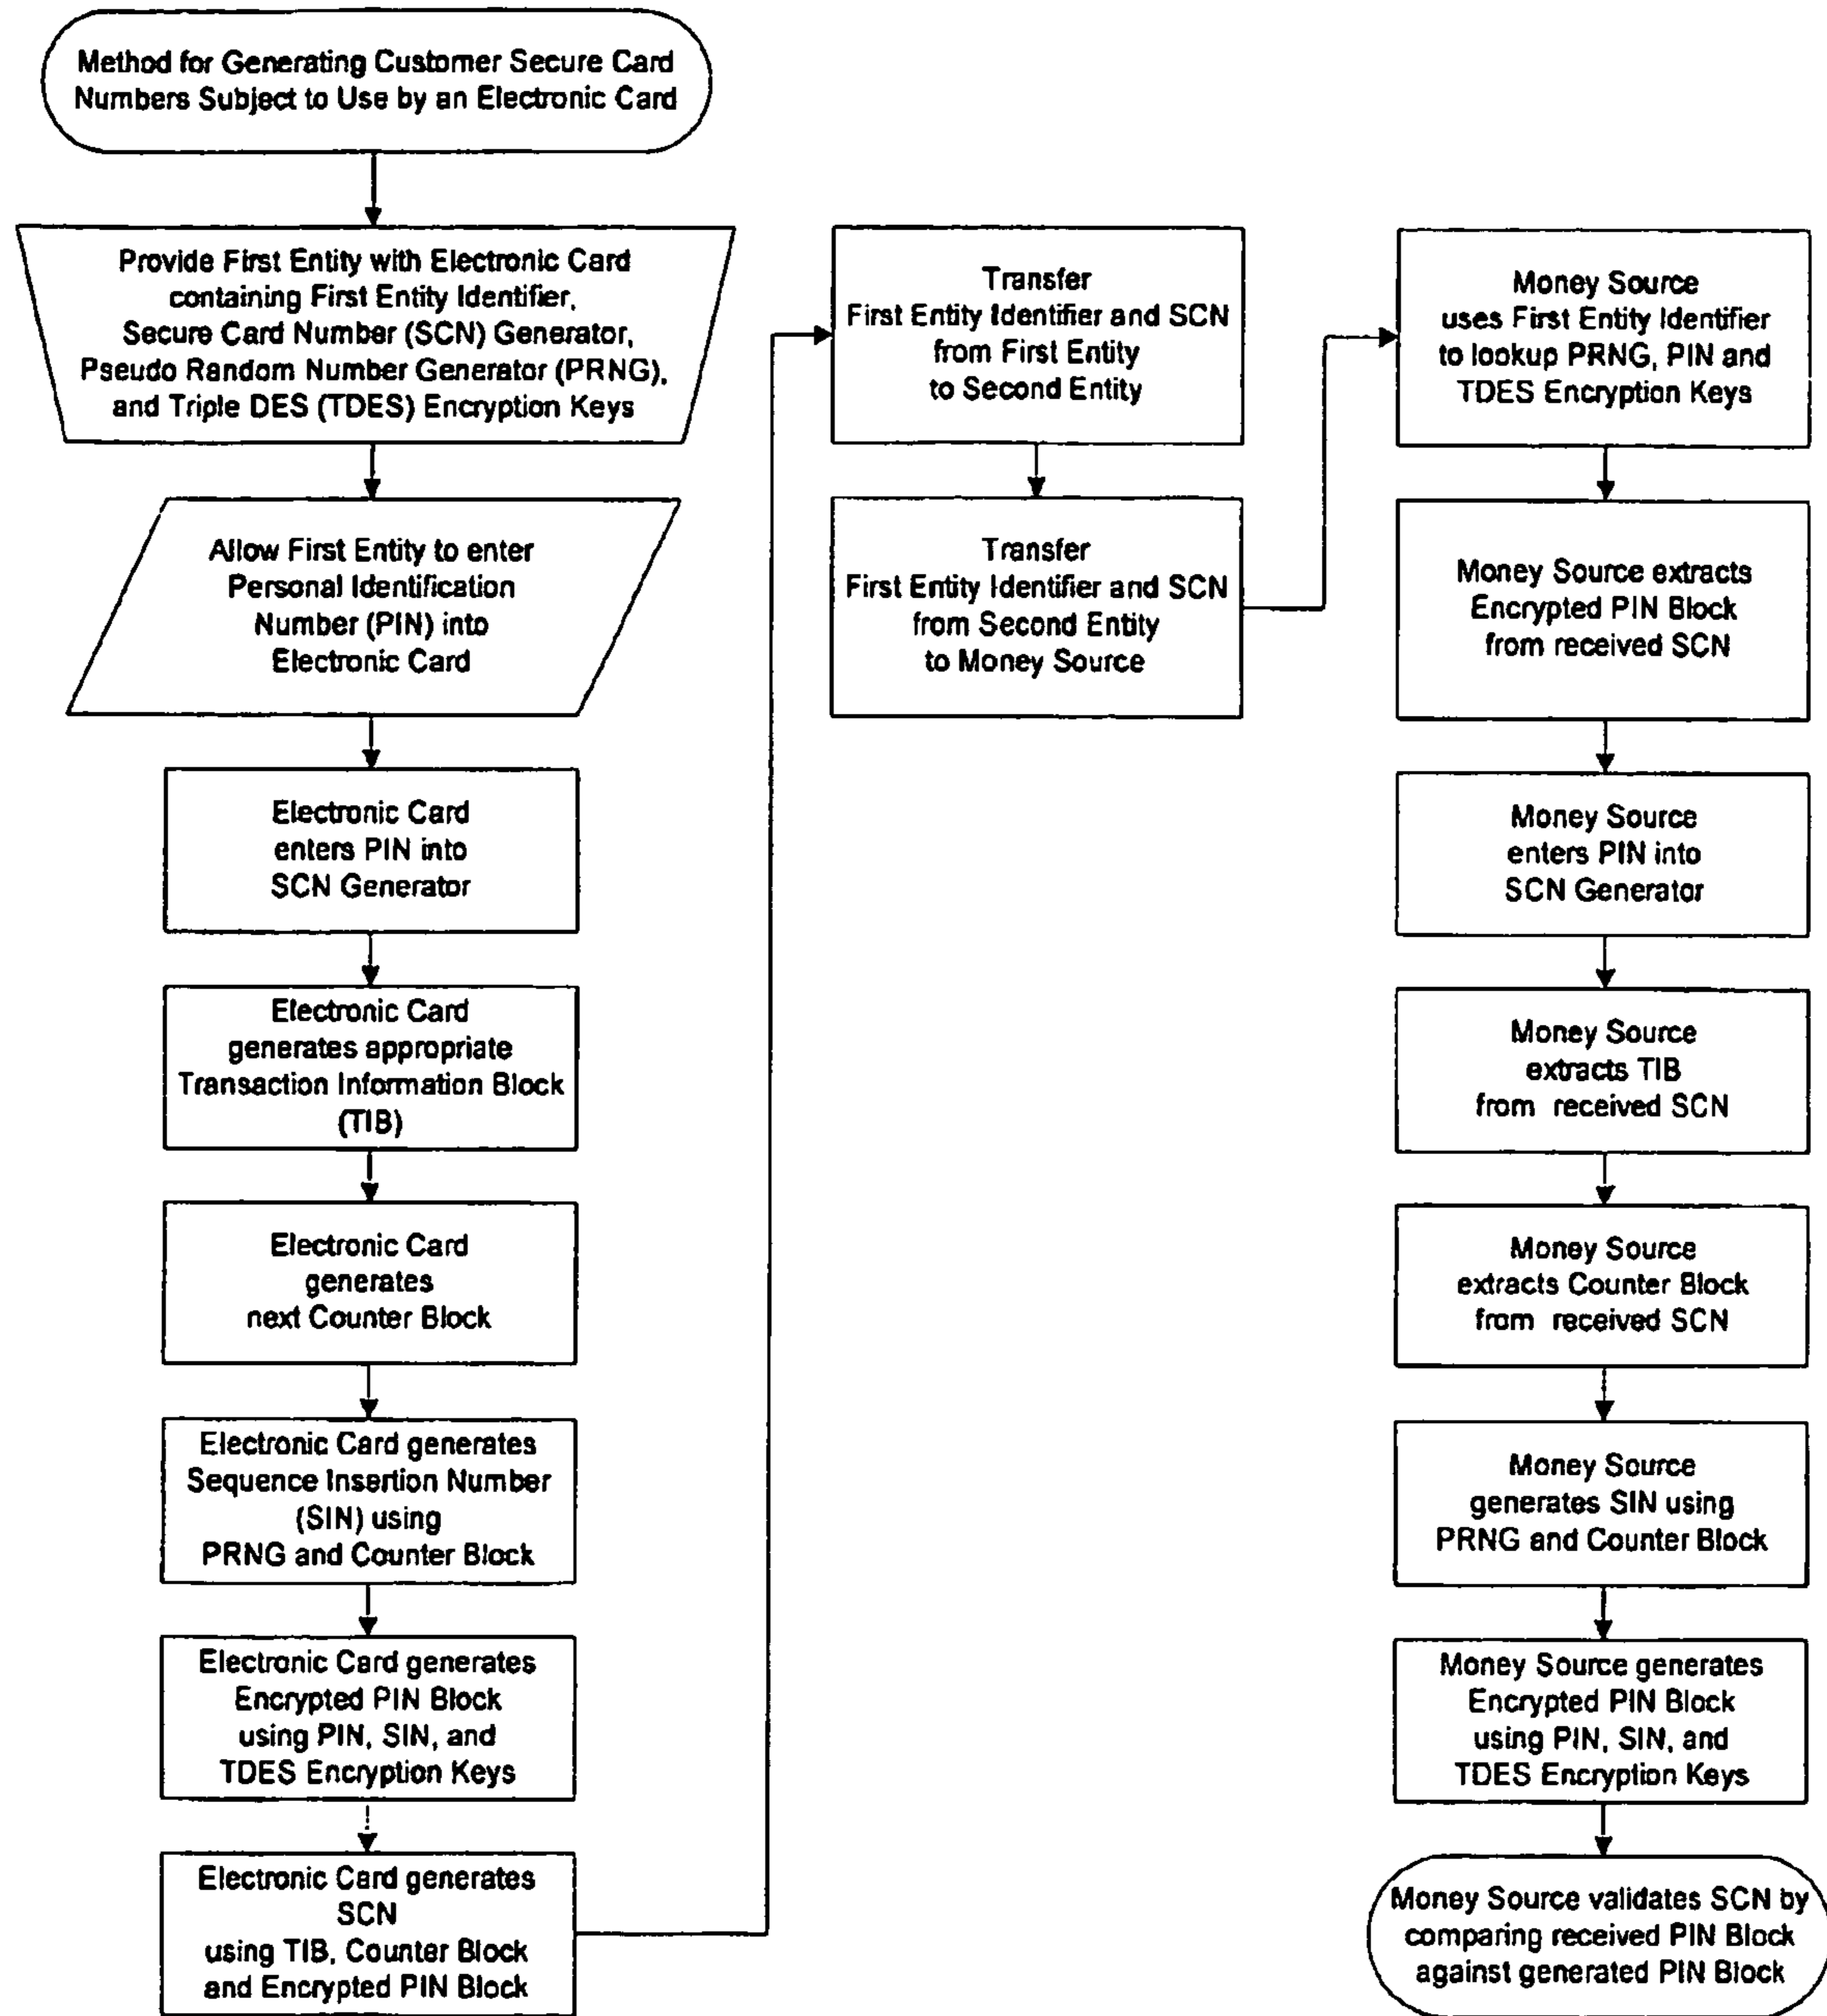 Method for Generating Customer Secure Card
Numbers Subject to Use by an Electronic Card
Provide First Entity with Electronic Card
containing First Entity Identifier,
Secure Card Number (SCN) Generator,
Pseudo Random Number Generator (PRNG),
and Triple DES (TDES) Encryption Keys
Allow First Entity to enter
Personal Identification
Number (PIN) into
Electronic Card
Electronic Card
enters PIN into
SCN Generator
Electronic Card
generates appropriate
Transaction Information Block
(TIB)
Electronic Card
generates
next Counter Block
Electronic Card generates
Sequence Insertion Number
(SIN) using
PRNG and Counter Block
Electronic Card generates
Encrypted PIN Block
using PIN, SIN, and
TDES Encryption Keys
Electronic Card generates
SCN
using TIB, Counter Block
and Encrypted PIN Block
Transfer
First Entity Identifier and SCN
from First Entity
to Second Entity
Transfer
First Entity Identifier and SCN
from Second Entity
to Money Source
Money Source
uses First Entity Identifier
to lookup PRNG, PIN and
TDES Encryption Keys
Money Source extracts
Encrypted PIN Block
from received SCN
Money Source
enters PIN into
SCN Generator
Money Source
extracts TIB
from received SCN
Money Source
extracts Counter Block
from received SCN
Money Source
generates SIN using
PRNG and Counter Block
Money Source generates
Encrypted PIN Block
using PIN, SIN, and
TDES Encryption Keys
Money Source validates SCN by
comparing received PIN Block
against generated PIN Block